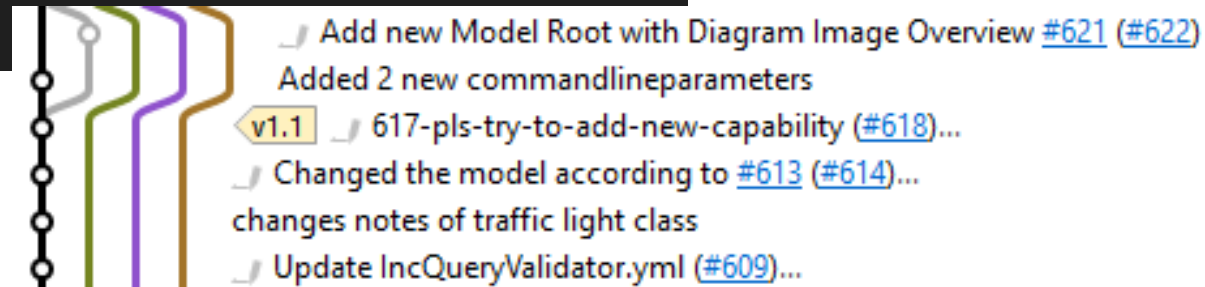 Add new Model Root with Diagram Image Overview #621 (#622)
Added 2 new commandlineparameters
v1.1 617-pls-try-to-add-new-capability (#618)...
Changed the model according to #613 (#614)...
changes notes of traffic light class
Update IncQueryValidator.yml (#609)...